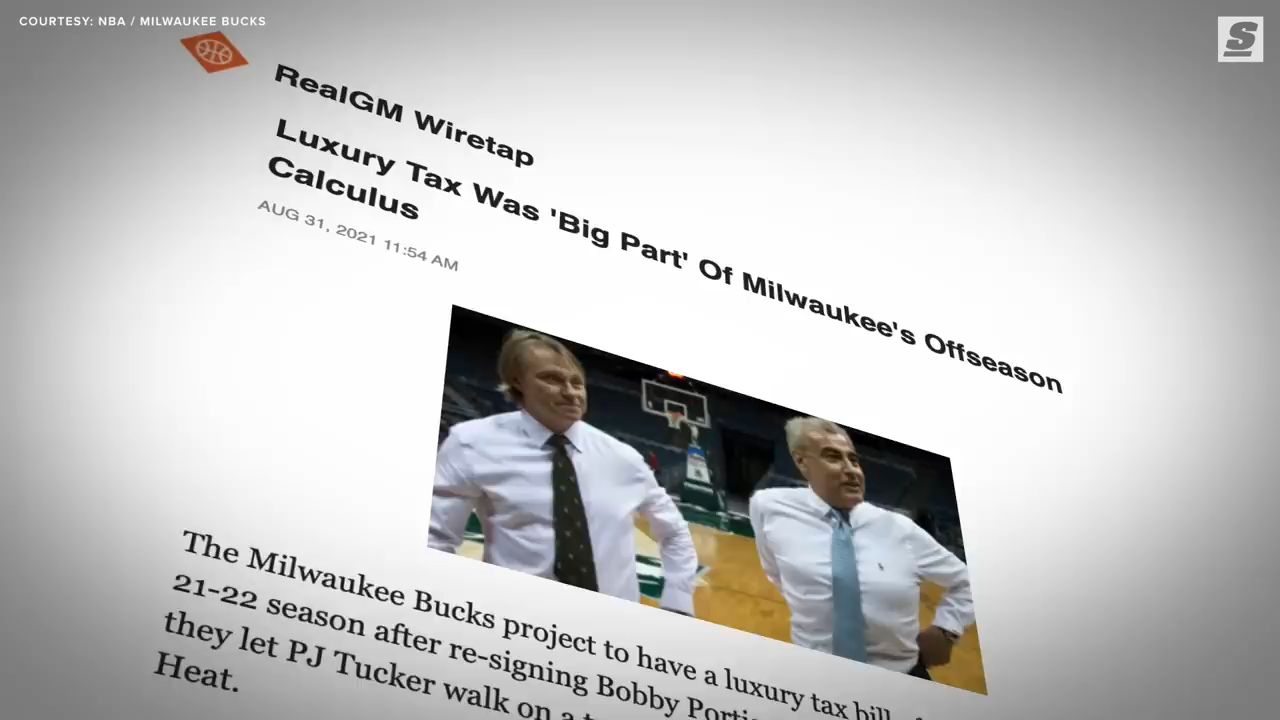 COURTESY: NBA / MILWAUKEE BUCKS
S
RealGM Wiretap
Luxury Tax Was 'Big Part' Of Milwaukee's Offseason
Calculus
AUG 31, 2021 11:54 AM
The Milwaukee Bucks project to have a luxury tax bill
21-22 season after re-signing Bobby Portis
they let PJ Tucker walk on a
Heat.